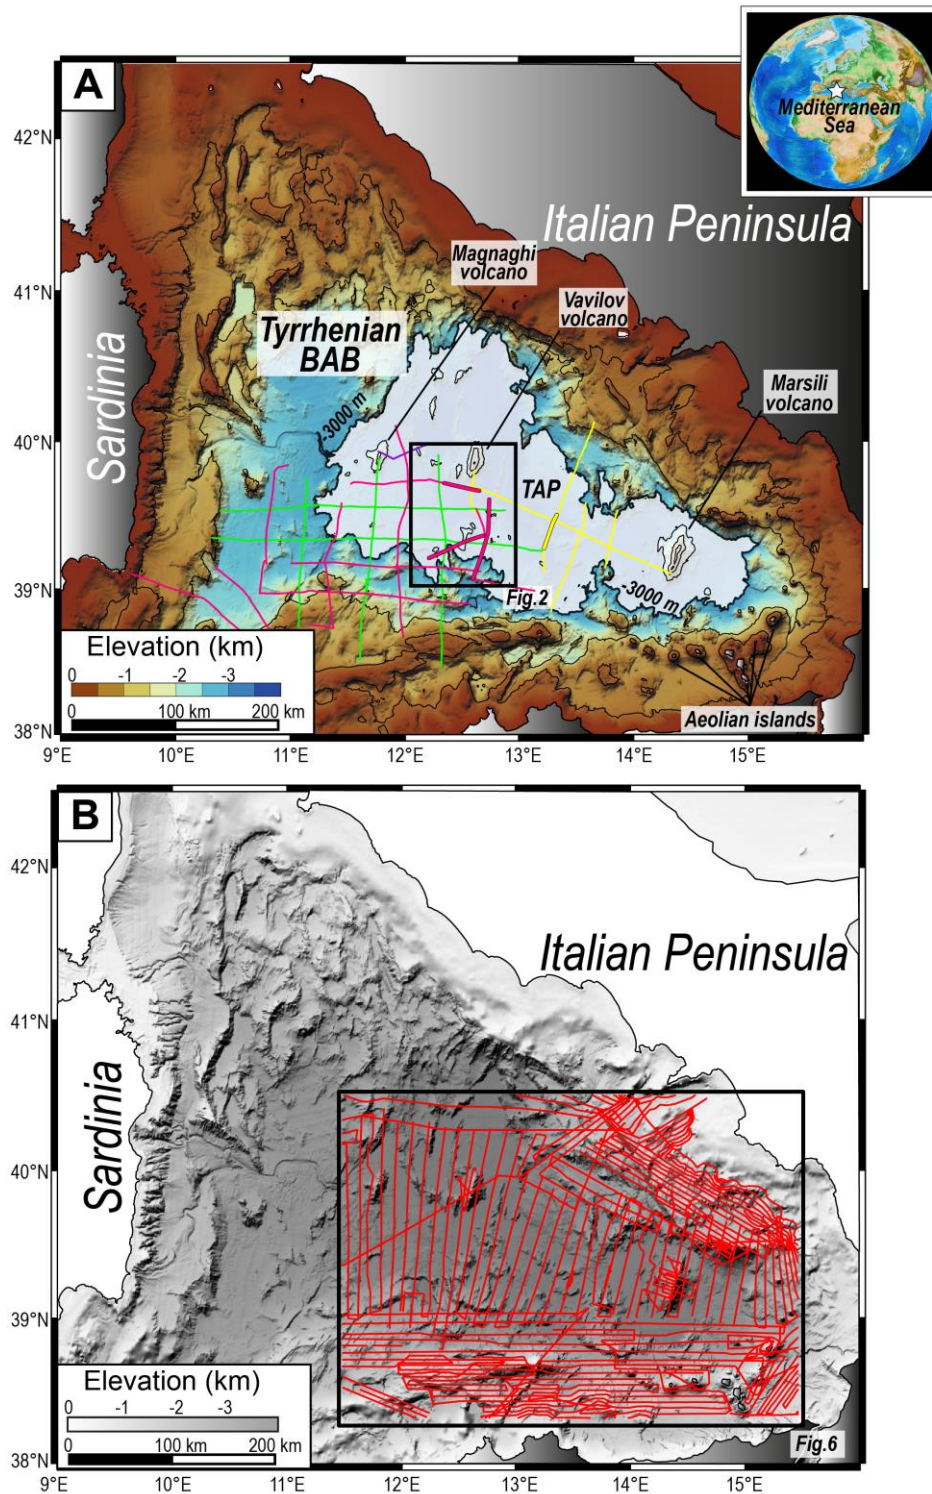 A
Mediterranean
Sea
42°N
41°N
40°N
39°N
38°N
Italian Peninsula
Magnaghi
volcano
Vavilov
volcano
Tyrrhenian
BAB
Sardinia
-3000 m
Marsili
volcano
TAP
-3000 m
Fig.2
Aeolian islands
Elevation (km)
0 -1 -2 -3
0 100 km 200 km
9°E 10°E 11°E 12°E 13°E 14°E 15°E
B
42°N
41°N
40°N
39°N
38°N
Italian Peninsula
Sardinia
Elevation (km)
0 -1 -2 -3
0 100 km 200 km
Fig.6
9°E 10°E 11°E 12°E 13°E 14°E 15°E